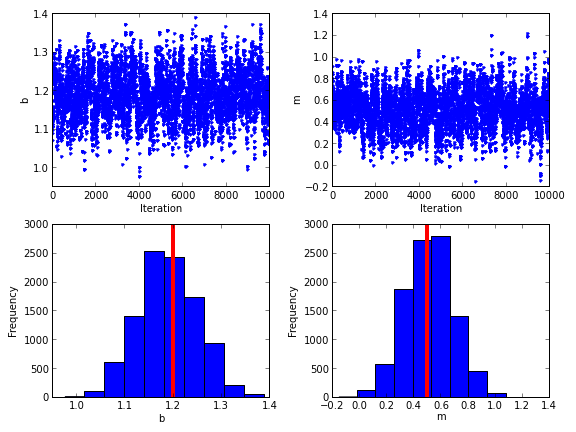 1.4
1.3
1.2
1.1
1.0
b
0 2000 4000 6000 8000 10000
Iteration
1.4
1.2
1.0
0.8
0.6
0.4
0.2
0.0
−0.2
m
0 2000 4000 6000 8000 10000
Iteration
3000
2500
2000
1500
1000
500
0
Frequency
1.0 1.1 1.2 1.3 1.4
b
3000
2500
2000
1500
1000
500
0
Frequency
−0.2 0.0 0.2 0.4 0.6 0.8 1.0 1.2 1.4
m